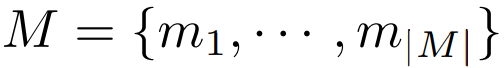 M = {m₁, ⋯ , m_{|M|}}